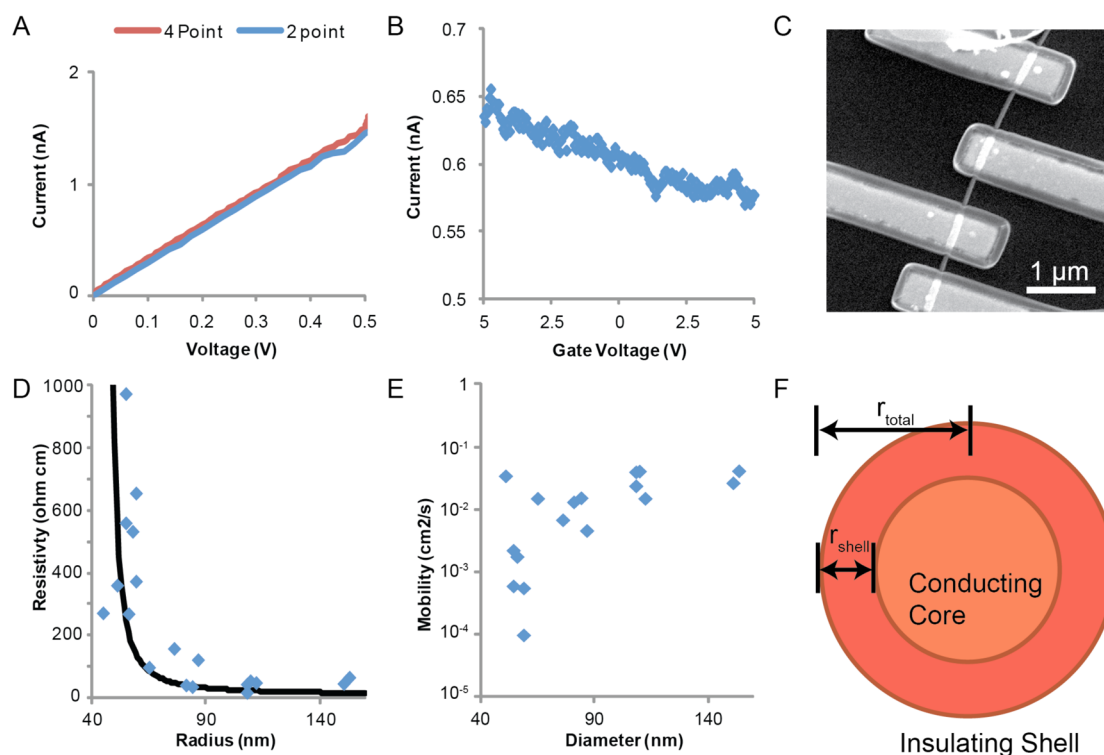 A
4 Point
2 point
Current (nA)
2
1
0
0
0.1
0.2
0.3
0.4
0.5
Voltage (V)
B
Current (nA)
0.7
0.65
0.6
0.55
0.5
5
2.5
0
2.5
5
Gate Voltage (V)
C
1 µm
D
Resistivty (ohm cm)
1000
800
600
400
200
0
40
90
140
Radius (nm)
E
Mobility (cm2/s)
1
10-1
10-2
10-3
10-4
10-5
40
90
140
Diameter (nm)
F
rtotal
rshell
Conducting
Core
Insulating Shell